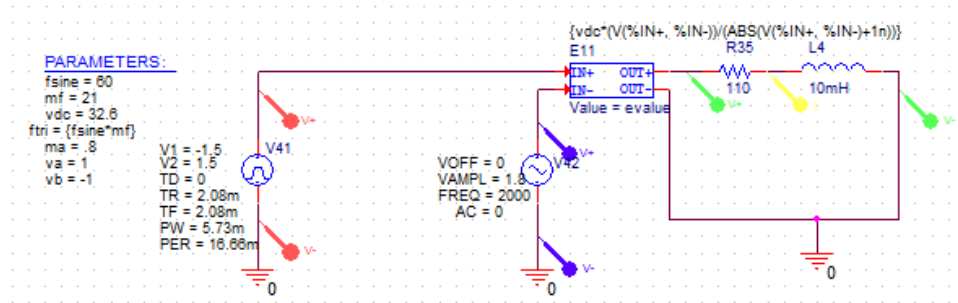 {vdc*(V(%IN+, %IN-))/(ABS(V(%IN+, %IN-)+1n))}
E11
R35
L4
PARAMETERS:
fsine = 60
mf = 21
vdc = 32.6
ftri = {fsine*mf}
ma = .8
va = 1
vb = -1
IN+ OUT+
IN- OUT-
110
10mH
Value = evalue
V+
V+
V-
V+
V41
V1 = -1.5
V2 = 1.5
TD = 0
TR = 2.08m
TF = 2.08m
PW = 5.73m
PER = 16.66m
V42
VOFF = 0
VAMPL = 1.8
FREQ = 2000
AC = 0
V-
V-
0
0
0